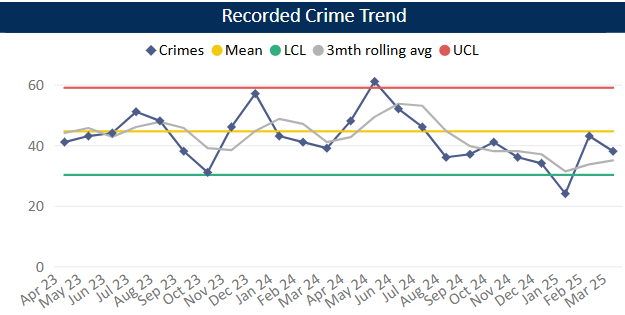 Recorded Crime Trend
Crimes Mean LCL 3mth rolling avg UCL
60
40
20
0
Apr 23 May 23 Jun 23 Jul 23 Aug 23 Sep 23 Oct 23 Nov 23 Dec 23 Jan 24 Feb 24 Mar 24 Apr 24 May 24 Jun 24 Jul 24 Aug 24 Sep 24 Oct 24 Nov 24 Dec 24 Jan 25 Feb 25 Mar 25